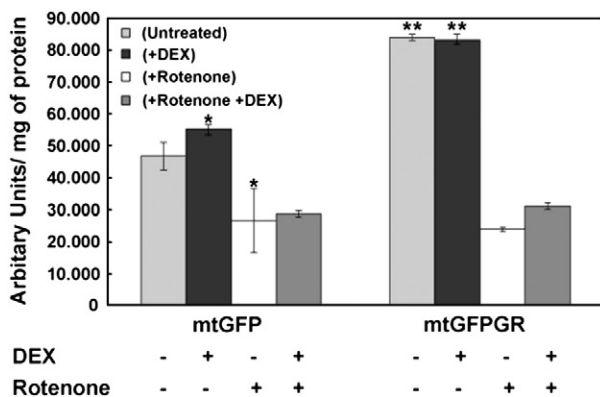 Arbitary Units/ mg of protein
90.000
80.000
70.000
60.000
50.000
40.000
30.000
20.000
10.000
0
(Untreated)
(+DEX)
(+Rotenone)
(+Rotenone +DEX)
*
*
** **
mtGFP mtGFPGR
DEX - + - + - + - +
Rotenone - - + + - - + +